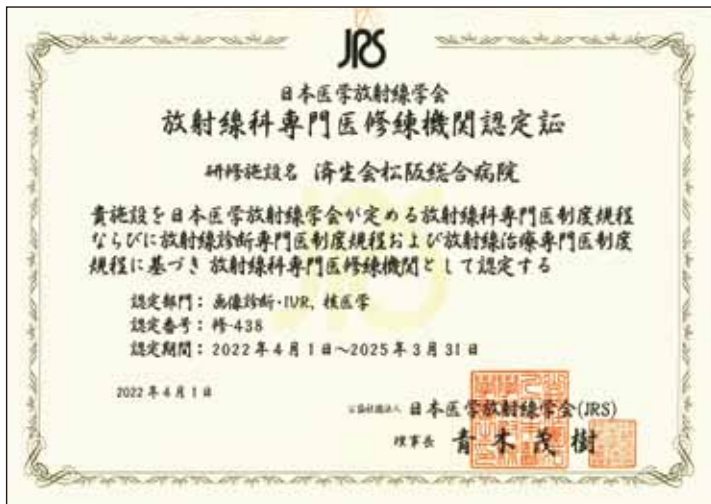 JRS
日本医学放射線学会
放射線科専門医修練機関認定証
研修施設名 済生会松阪総合病院
貴施設を日本医学放射線学会が定める放射線科専門医制度規程
ならびに放射線診断専門医制度規程および放射線治療専門医制度
規程に基づき 放射線科専門医修練機関として認定する
認定部門：画像診断・IVR、核医学
認定番号：修-438
認定期間：2022年4月1日～2025年3月31日
2022年4月1日
公益社団法人 日本医学放射線学会(JRS)
理事長 青木茂樹